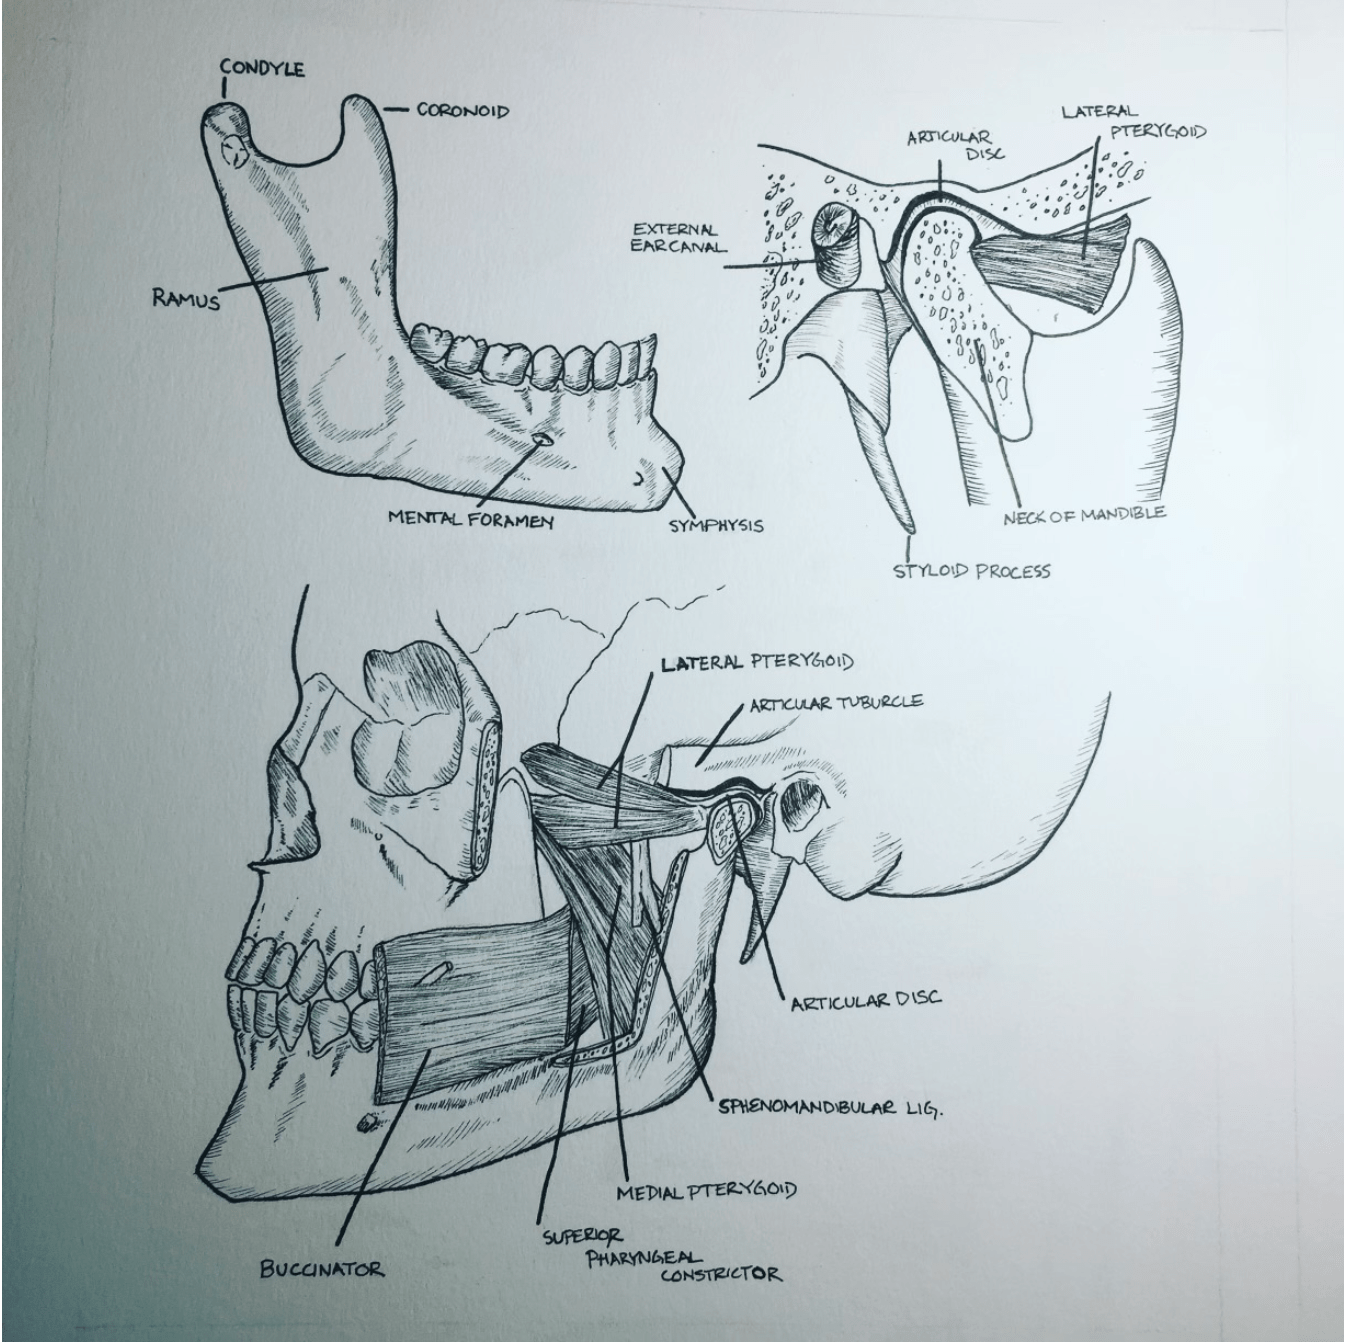 CONDYLE
CORONOID
RAMUS
MENTAL FORAMEN
SYMPHYSIS
LATERAL
PTERYGOID
ARTICULAR
DISC
EXTERNAL
EAR CANAL
NECK OF MANDIBLE
STYLOID PROCESS
LATERAL PTERYGOID
ARTICULAR TUBURCLE
ARTICULAR DISC
SPHENOMANDIBULAR LIG.
MEDIAL PTERYGOID
SUPERIOR
PHARYNGEAL
CONSTRICTOR
BUCCINATOR